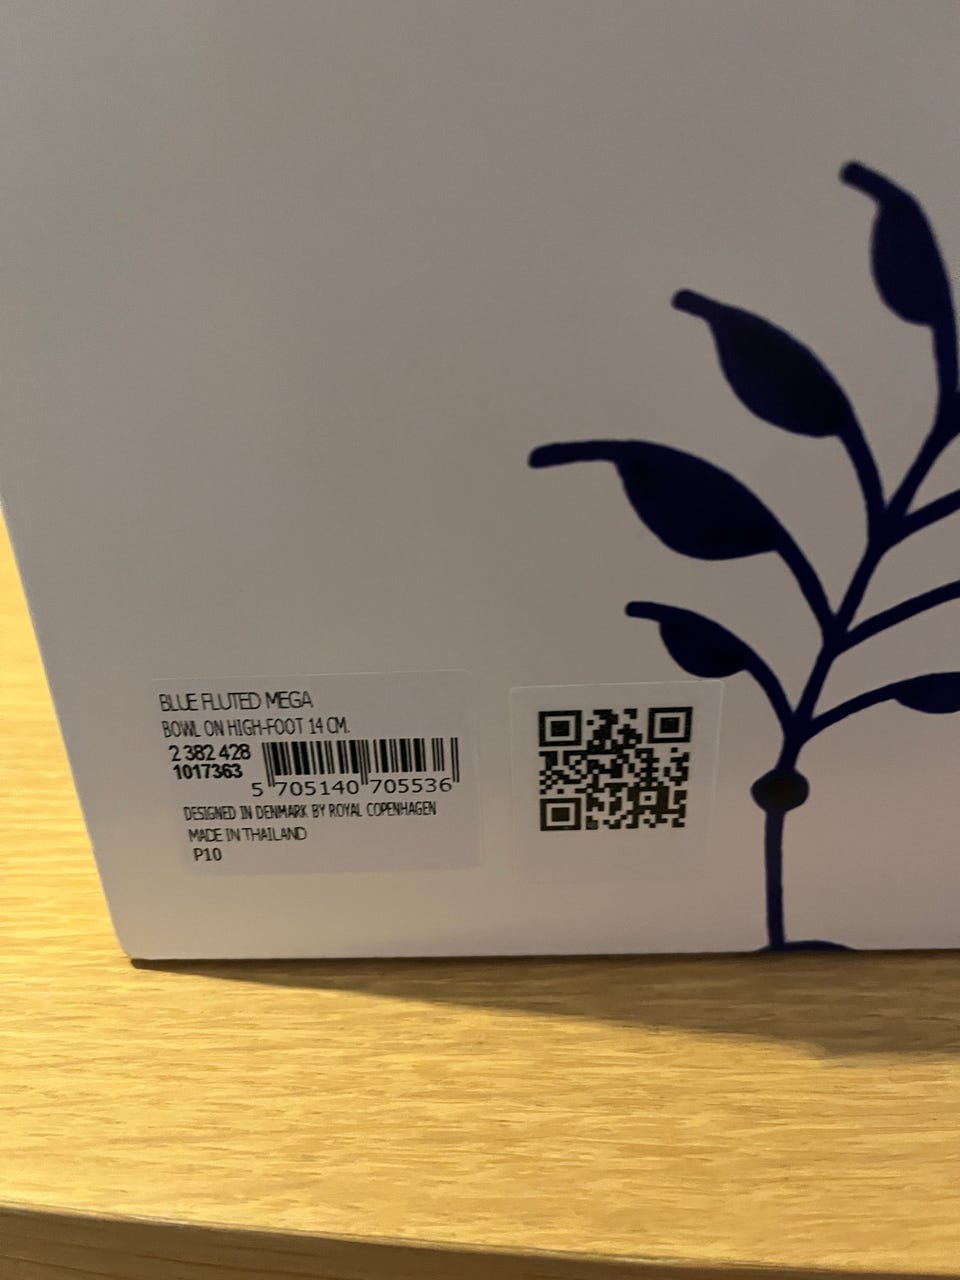 BLUE FLUTED MEGA
BOWL ON HIGH-FOOT 14 CM.
2 382 428
1017363
5 705140 705536
DESIGNED IN DENMARK BY ROYAL COPENHAGEN
MADE IN THAILAND
P10